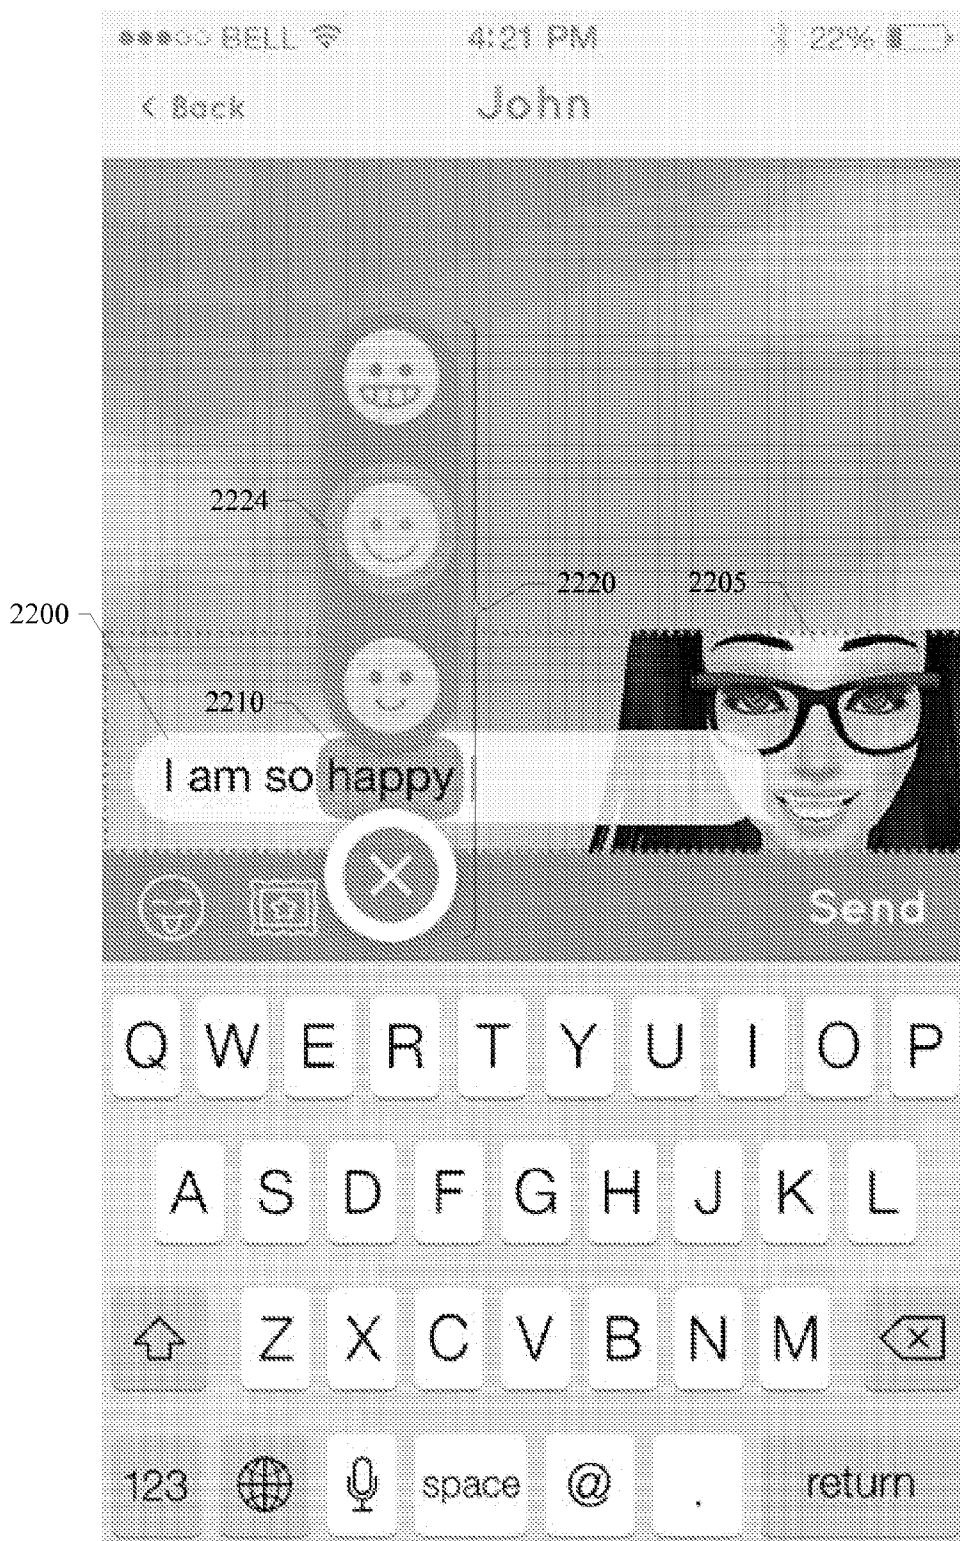 BELL 4:21 PM 22%
< Back John
2224
2220 2205
2200
2210
I am so happy
Send
Q W E R T Y U I O P
A S D F G H J K L
Z X C V B N M
123 space @ . return